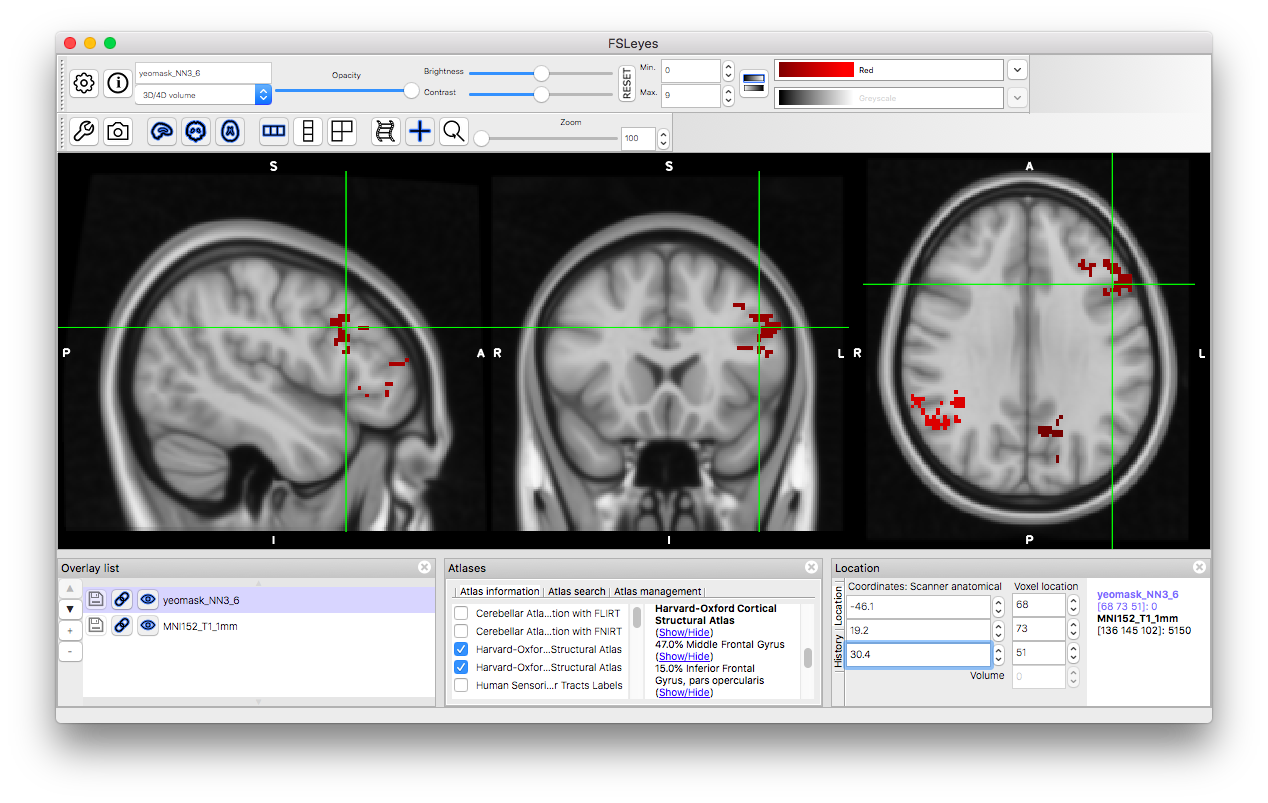 FSLeyes
yeomask_NN3_6
3D/4D volume
Opacity
Brightness
Contrast
RESET
Min. 0
Max. 9
Red
Greyscale
Zoom
100
S
S
A
P
A
R
L
R
L
I
I
P
Overlay list
yeomask_NN3_6
MNI152_T1_1mm
+
-
Atlases
Atlas information | Atlas search | Atlas management
Cerebellar Atla...tion with FLIRT
Cerebellar Atla...tion with FNIRT
Harvard-Oxfor...Structural Atlas
Harvard-Oxfor...Structural Atlas
Human Sensori...r Tracts Labels
Harvard-Oxford Cortical
Structural Atlas
(Show/Hide)
47.0% Middle Frontal Gyrus
(Show/Hide)
15.0% Inferior Frontal
Gyrus, pars opercularis
(Show/Hide)
Location
Location
History
Coordinates: Scanner anatomical Voxel location
-46.1 68
19.2 73
30.4 51
Volume 0
yeomask_NN3_6
[68 73 51]: 0
MNI152_T1_1mm
[136 145 102]: 5150